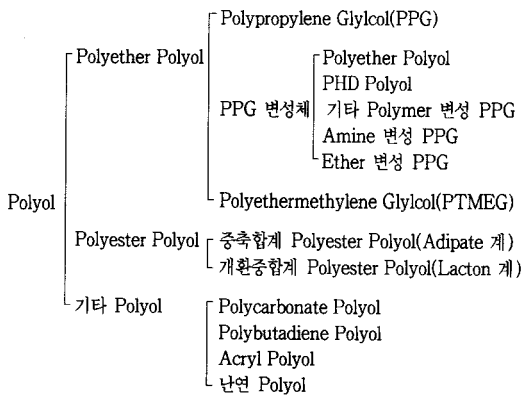 Polypropylene Glylcol(PPG)
Polyether Polyol
Polyether Polyol
PHD Polyol
PPG 변성체
기타 Polymer 변성 PPG
Amine 변성 PPG
Ether 변성 PPG
Polyol
Polyethermethylene Glylcol(PTMEG)
Polyester Polyol
중축합계 Polyester Polyol(Adipate 계)
개환중합계 Polyester Polyol(Lacton 계)
기타 Polyol
Polycarbonate Polyol
Polybutadiene Polyol
Acryl Polyol
난연 Polyol